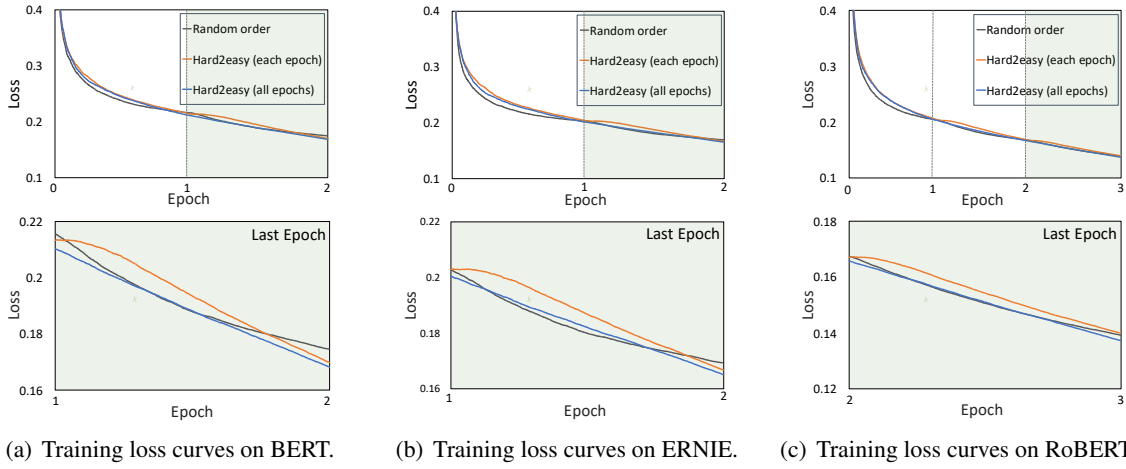 0.4
0.3
0.2
0.1
Loss
Random order
Hard2easy (each epoch)
Hard2easy (all epochs)
0
1
2
Epoch
0.4
0.3
0.2
0.1
Loss
Random order
Hard2easy (each epoch)
Hard2easy (all epochs)
0
1
2
Epoch
0.4
0.3
0.2
0.1
Loss
Random order
Hard2easy (each epoch)
Hard2easy (all epochs)
0
1
2
3
Epoch
0.22
0.2
0.18
0.16
Loss
Last Epoch
1
2
Epoch
0.22
0.2
0.18
0.16
Loss
Last Epoch
1
2
Epoch
0.18
0.16
0.14
0.12
Loss
Last Epoch
2
3
Epoch
(a) Training loss curves on BERT.
(b) Training loss curves on ERNIE.
(c) Training loss curves on RoBERT